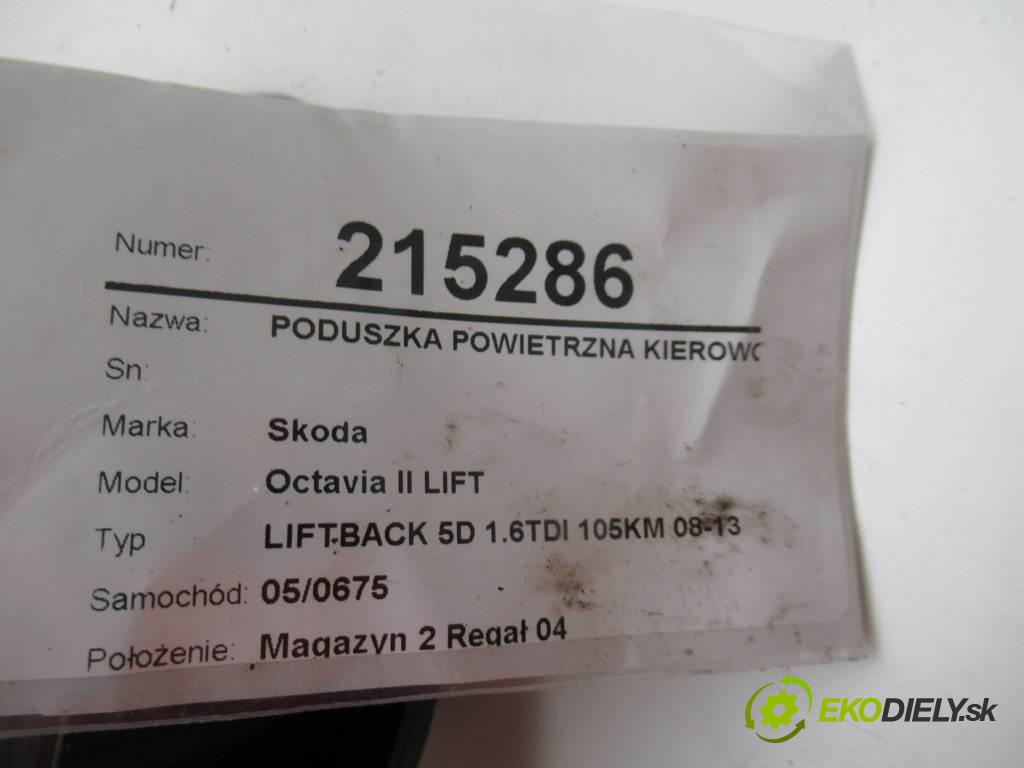 Numer: 215286
Nazwa: PODUSZKA POWIETRZNA KIEROWC
Sn:
Marka: Skoda
Model: Octavia II LIFT
Typ LIFTBACK 5D 1.6TDI 105KM 08-13
Samochód: 05/0675
Położenie: Magazyn 2 Regał 04
EKODIELY.sk